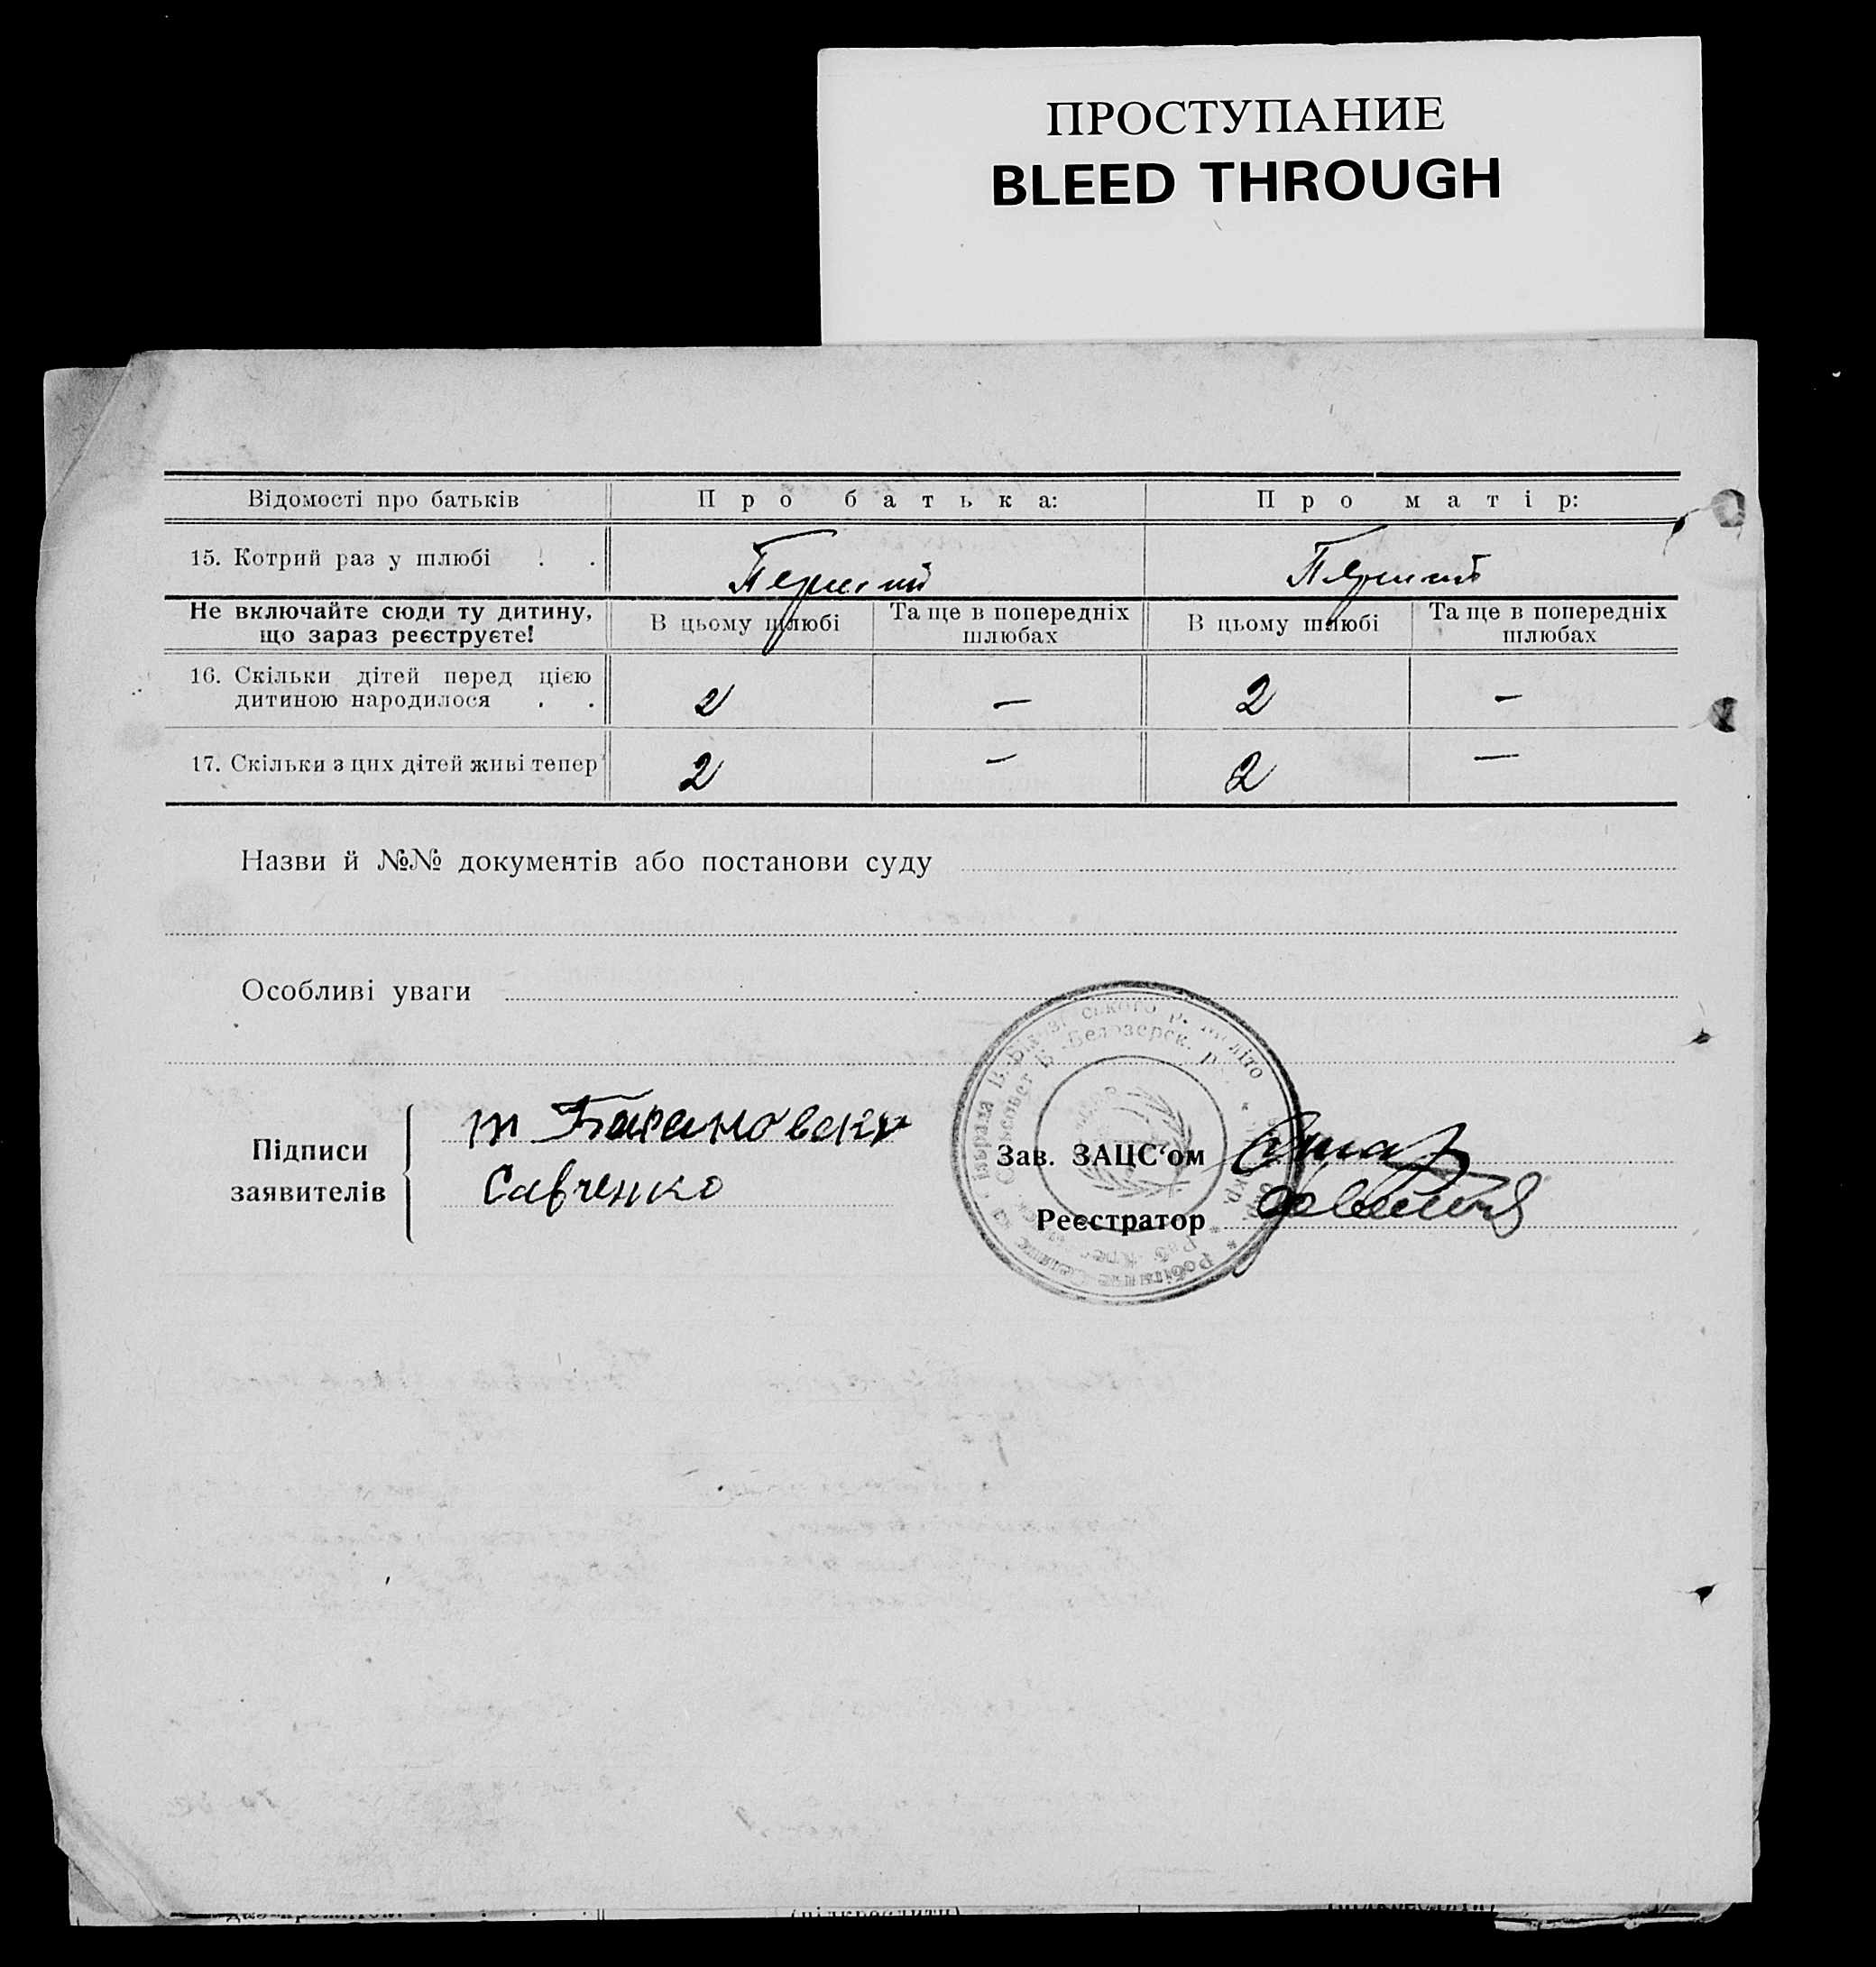 ПРОСТУПАНИЕ
BLEED THROUGH
Відомості про батьків Про батька: Про матір:
15. Котрий раз у шлюбі . . Перший Перший
Не включайте сюди ту дитину, що зараз реєструєте! В цьому шлюбі Та ще в попередніх шлюбах В цьому шлюбі Та ще в попередніх шлюбах
16. Скільки дітей перед цією
дитиною народилося . . 2 — 2 —
17. Скільки з цих дітей живі тепер 2 — 2 —
Назви й №№ документів або постанови суду
Особливі уваги
Підписи
заявителів
Савченко
Зав. ЗАЦС'ом
Реєстратор